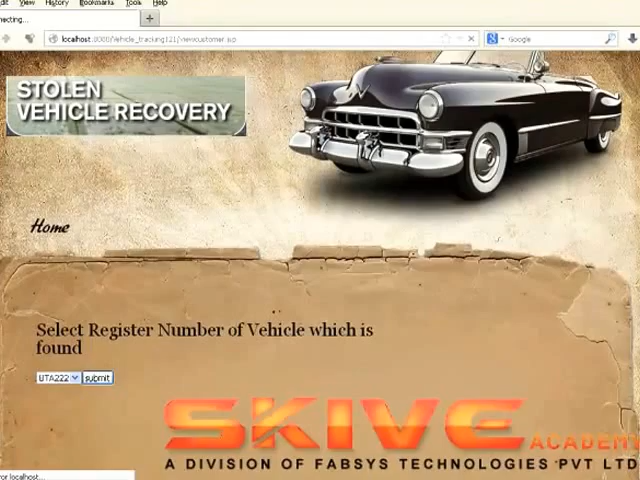 View History Bookmarks Tools Help
localhost:8080/Vehicle_tracking121/viewcustomer.jsp
Google
STOLEN
VEHICLE RECOVERY
Home
Select Register Number of Vehicle which is
found
UTA222 submit
SKIVE ACADEMY
A DIVISION OF FABSYS TECHNOLOGIES PVT LTD